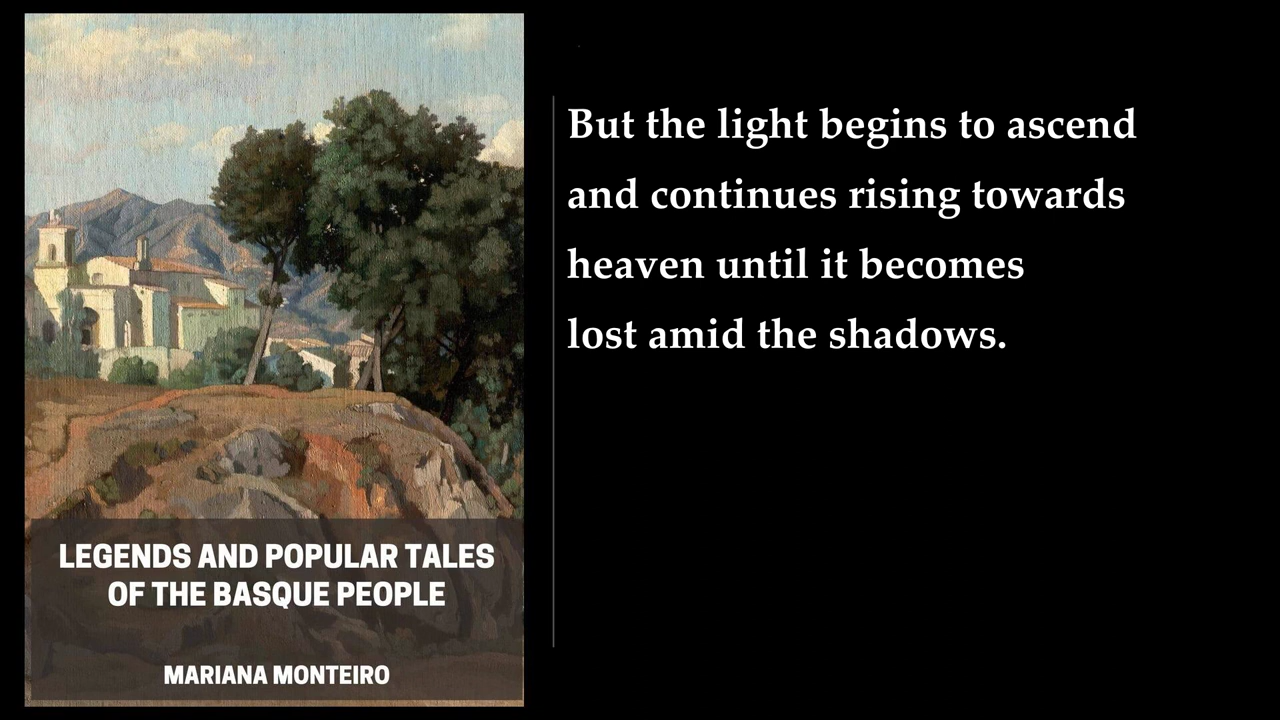 But the light begins to ascend
and continues rising towards
heaven until it becomes
lost amid the shadows.
LEGENDS AND POPULAR TALES
OF THE BASQUE PEOPLE
MARIANA MONTEIRO